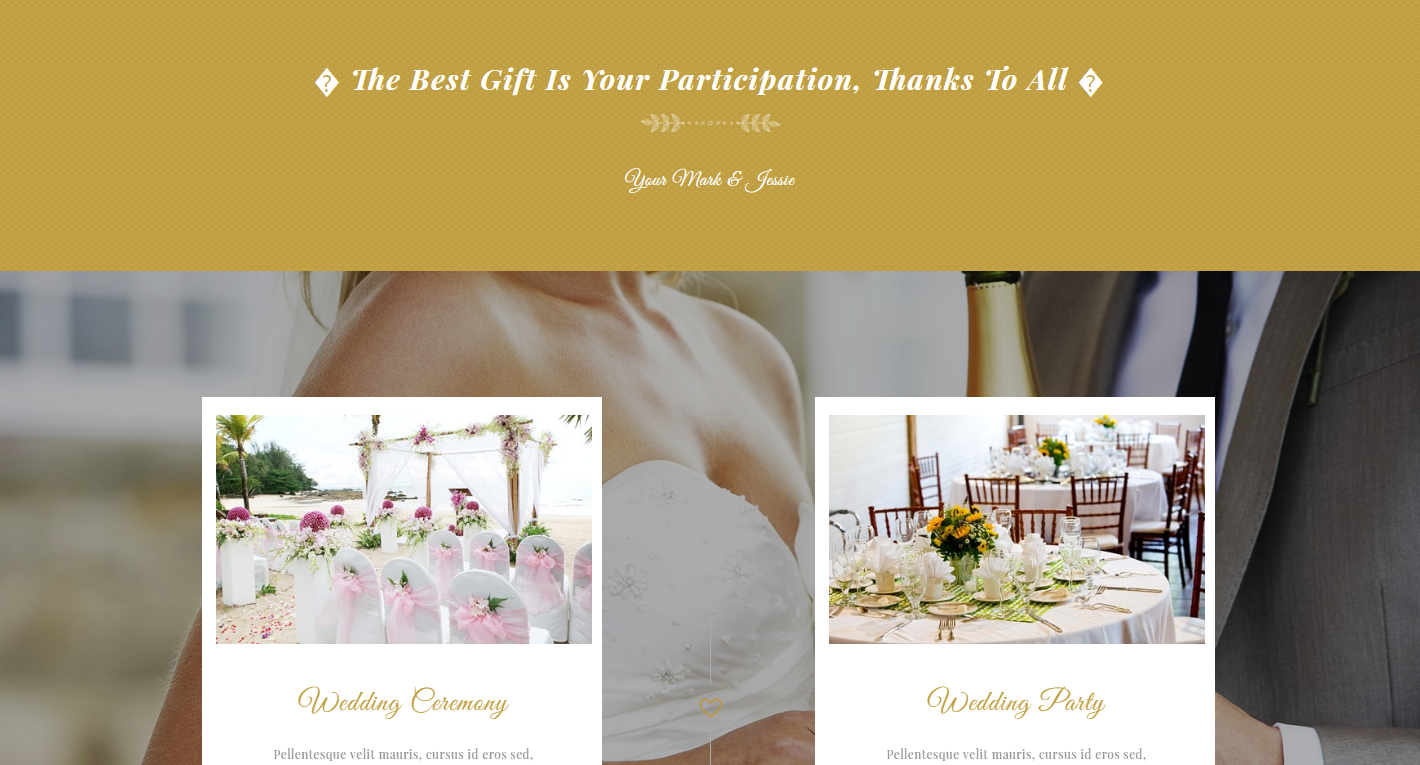 � The Best Gift Is Your Participation, Thanks To All �
Your Mark & Jessie
Wedding Ceremony
Pellentesque velit mauris, cursus id eros sed,
Wedding Party
Pellentesque velit mauris, cursus id eros sed,